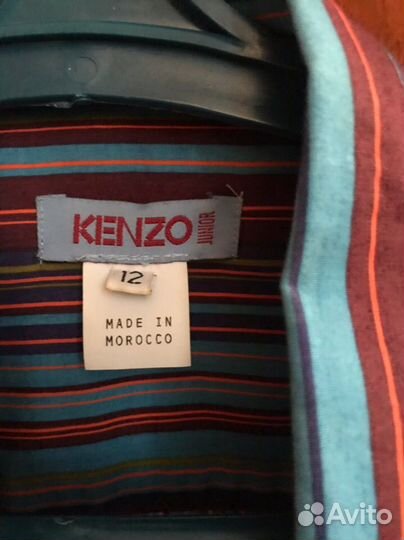 KENZO JUNIOR
12
MADE IN
MOROCCO
Avito